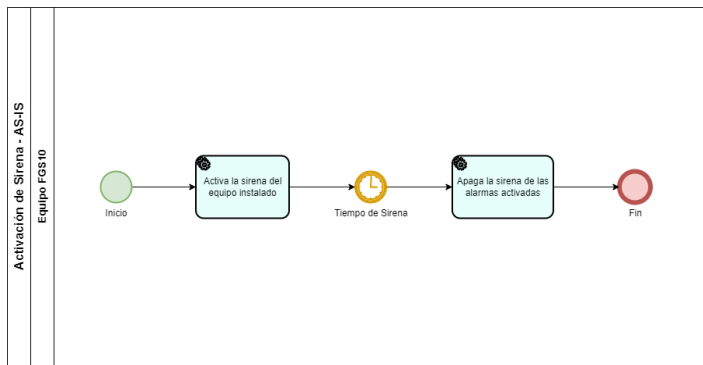 Activación de Sirena - AS-IS
Equipo FGS10
Inicio
Activa la sirena del
equipo instalado
Tiempo de Sirena
Apaga la sirena de las
alarmas activadas
Fin